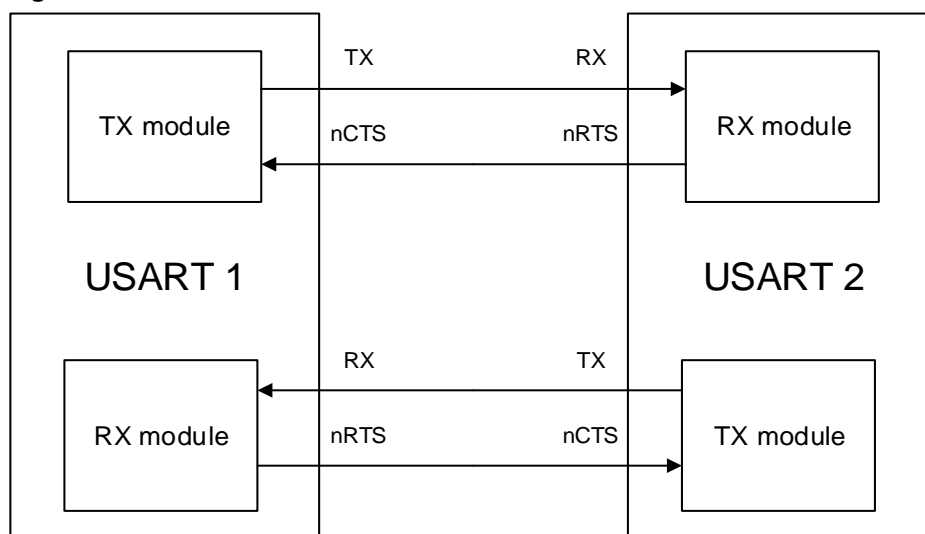 TX RX
TX module
nCTS nRTS
RX module
USART 1 USART 2
RX TX
RX module
nRTS nCTS
TX module